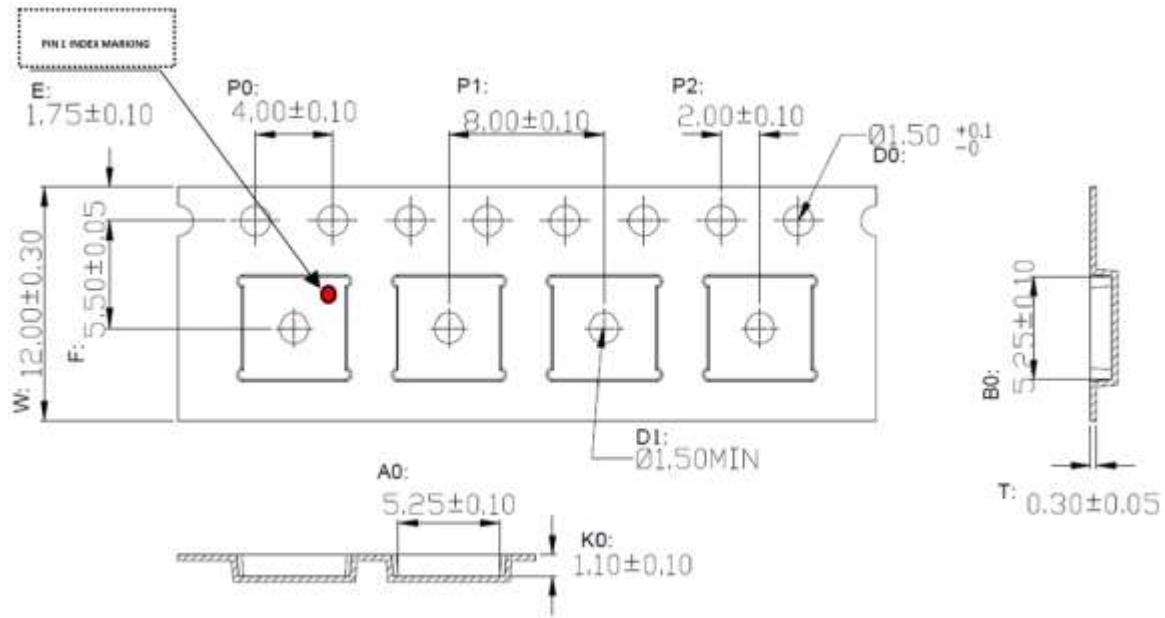 PIN 1 INDEX MARKING
E:
1.75±0.10
P0:
4.00±0.10
P1:
8.00±0.10
P2:
2.00±0.10
Ø1.50 +0.1 -0
D0:
W: 12.00±0.30
F: 5.50±0.05
B0: 5.25±0.10
D1:
Ø1.50MIN
A0:
5.25±0.10
K0:
1.10±0.10
T: 0.30±0.05